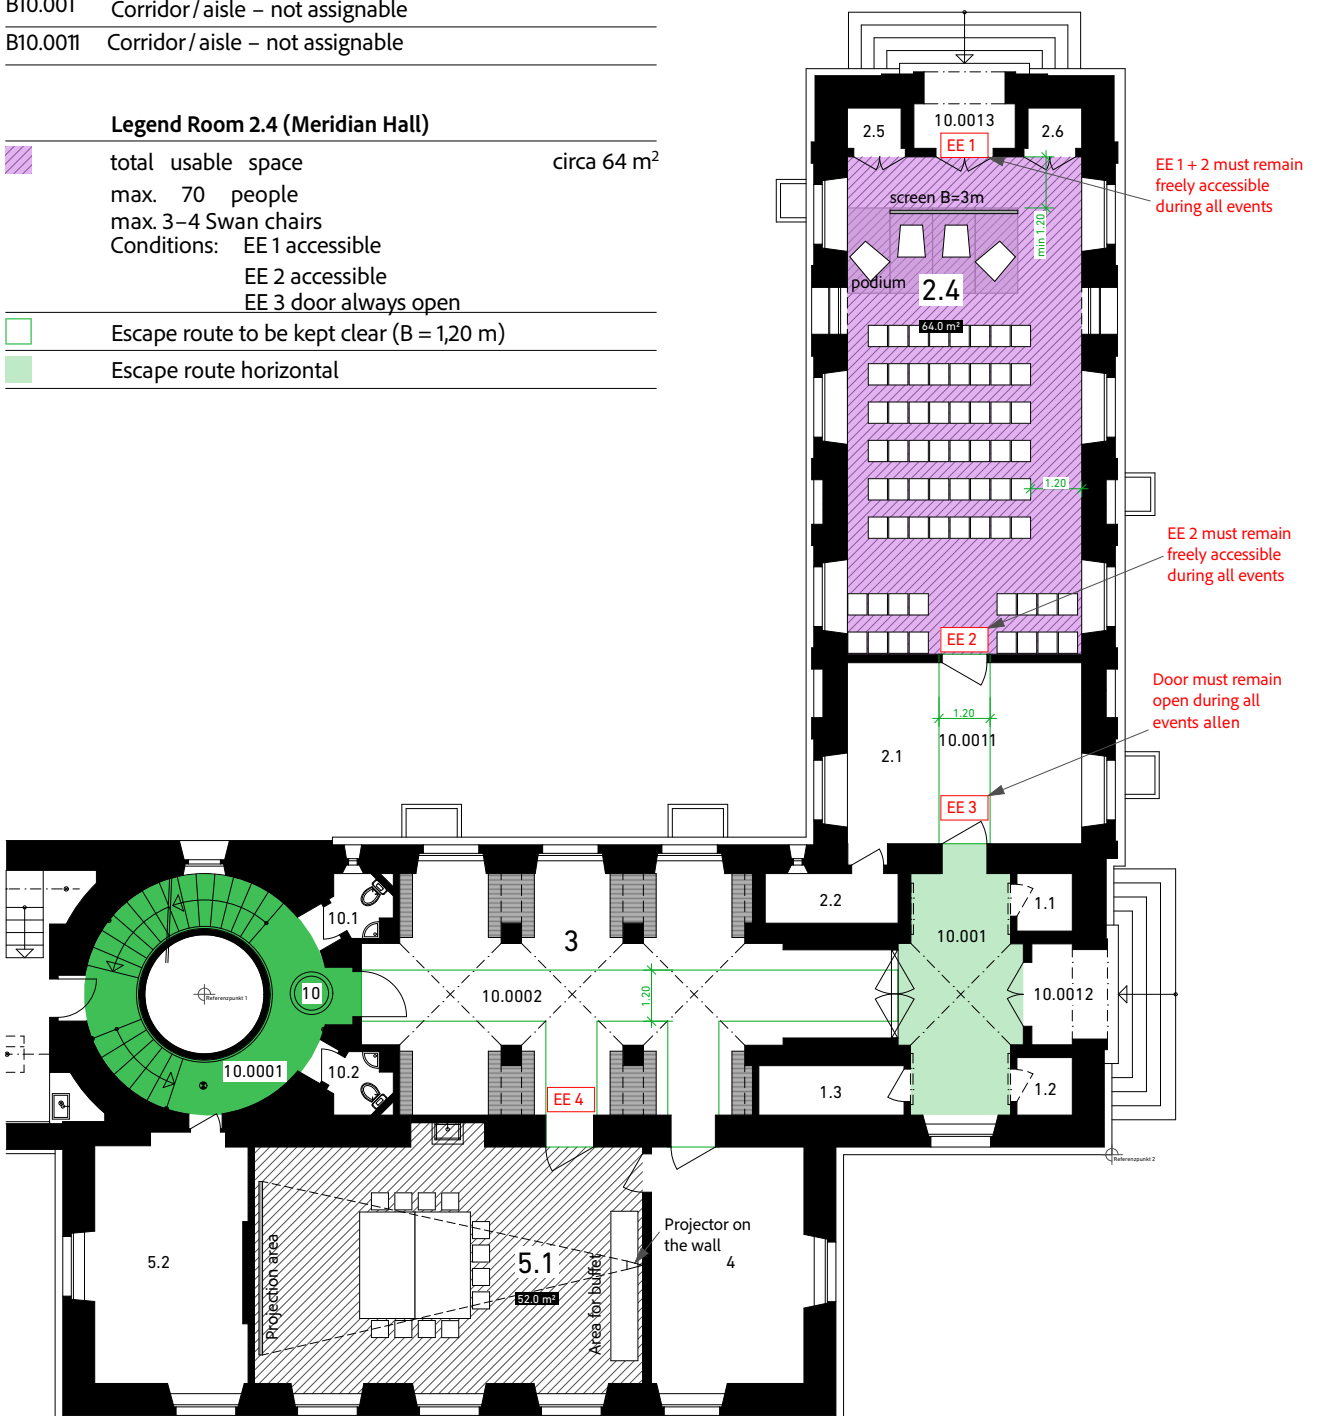 B10.001 Corridor / aisle – not assignable
B10.0011 Corridor / aisle – not assignable
Legend Room 2.4 (Meridian Hall)
total usable space circa 64 m²
max. 70 people
max. 3–4 Swan chairs
Conditions: EE 1 accessible
EE 2 accessible
EE 3 door always open
Escape route to be kept clear (B = 1,20 m)
Escape route horizontal
10.0013
2.5
2.6
EE 1
EE 1 + 2 must remain
freely accessible
during all events
screen B=3m
min 1.20
podium
2.4
64.0 m²
1.20
EE 2 must remain
freely accessible
during all events
EE 2
Door must remain
open during all
events allen
1.20
10.0011
2.1
EE 3
2.2
1.1
10.1
3
10.001
10
10.0002
1.20
10.0012
Referenzpunkt 1
10.0001
10.2
EE 4
1.3
1.2
Referenzpunkt 2
5.2
Projection area
5.1
52.0 m²
Area for buffet
Projector on
the wall
4